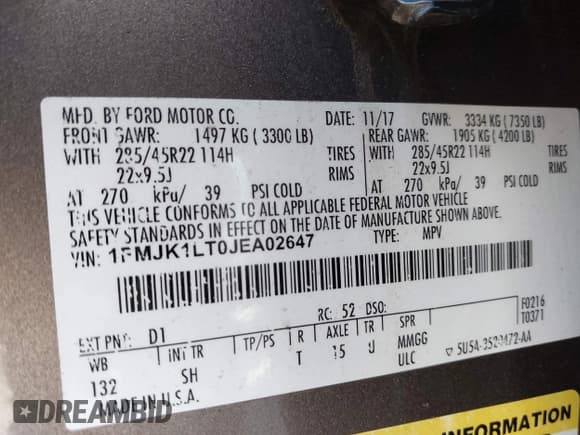 MFD. BY FORD MOTOR CO. DATE: 11/17 GVWR: 3334 KG ( 7350 LB)
FRONT GAWR: 1497 KG ( 3300 LB) REAR GAWR: 1905 KG ( 4200 LB)
WITH 285/45R22 114H TIRES WITH 285/45R22 114H TIRES
22x9.5J RIMS 22x9.5J RIMS
AT 270 kPa/ 39 PSI COLD AT 270 kPa/ 39 PSI COLD
THIS VEHICLE CONFORMS TO ALL APPLICABLE FEDERAL MOTOR VEHICLE
SAFETY STANDARDS IN EFFECT ON THE DATE OF MANUFACTURE SHOWN ABOVE.
VIN: 1FMJK1LT0JEA02647 TYPE: MPV
F0216
T0371
EXT PNT: D1 RC: 52 DSO:
WB INT TR TP/PS R AXLE TR SPR
132 SH T 15 U MMGG
ULC
5U5A-3520472-AA
MADE IN U.S.A.
DREAMBID
INFORMATION